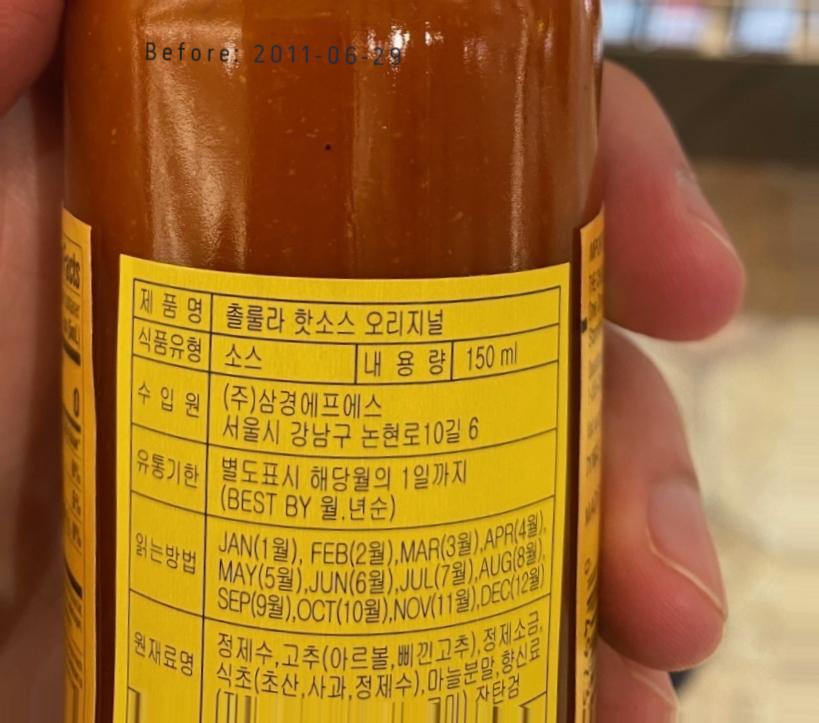 Before: 2011-06-29
제품명 촐룰라 핫소스 오리지널
식품유형 소스 내용량 150 ml
수입원 (주)삼경에프에스
서울시 강남구 논현로10길 6
유통기한 별도표시 해당월의 1일까지
(BEST BY 월.년순)
읽는방법 JAN(1월), FEB(2월),MAR(3월),APR(4월),
MAY(5월),JUN(6월),JUL(7월),AUG(8월),
SEP(9월),OCT(10월),NOV(11월),DEC(12월)
원재료명 정제수,고추(아르볼,삐낀고추),정제소금,
식초(초산,사과,정제수),마늘분말,향신료
자탄검